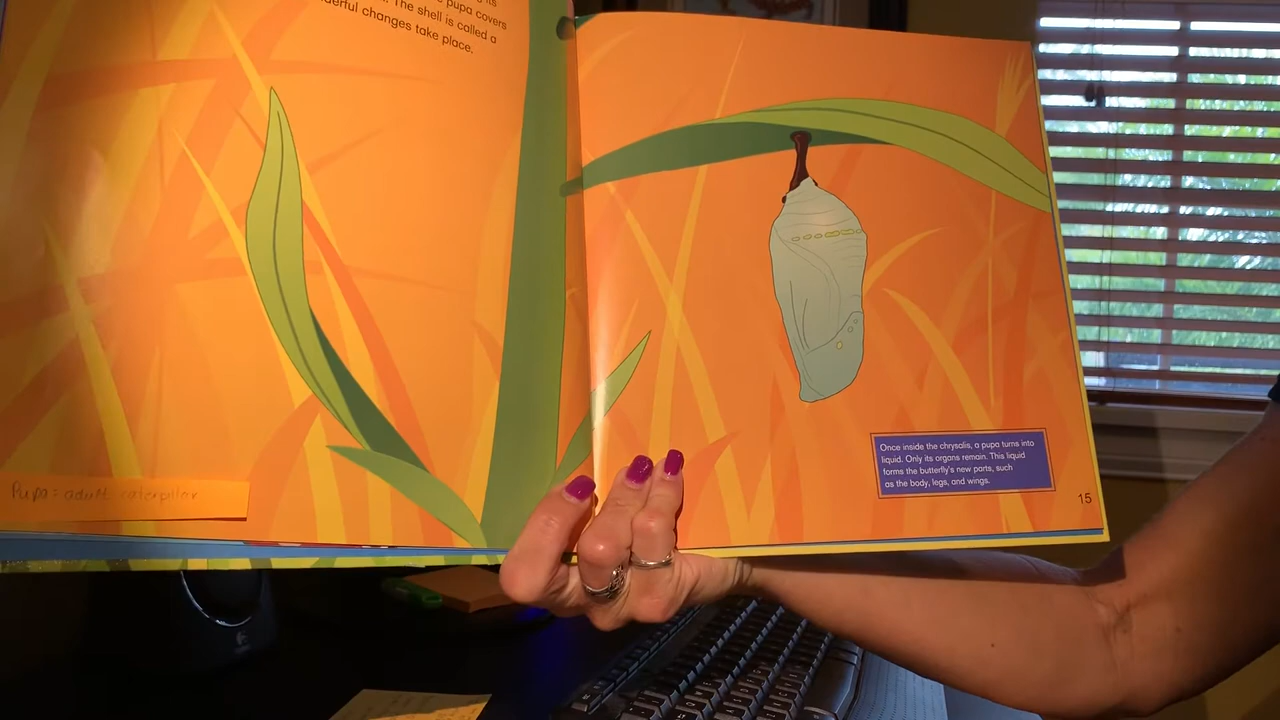 pupa covers
The shell is called a
changes take place.
Pupa = adult caterpillar
Once inside the chrysalis, a pupa turns into
liquid. Only its organs remain. This liquid
forms the butterfly's new parts, such
as the body, legs, and wings.
15